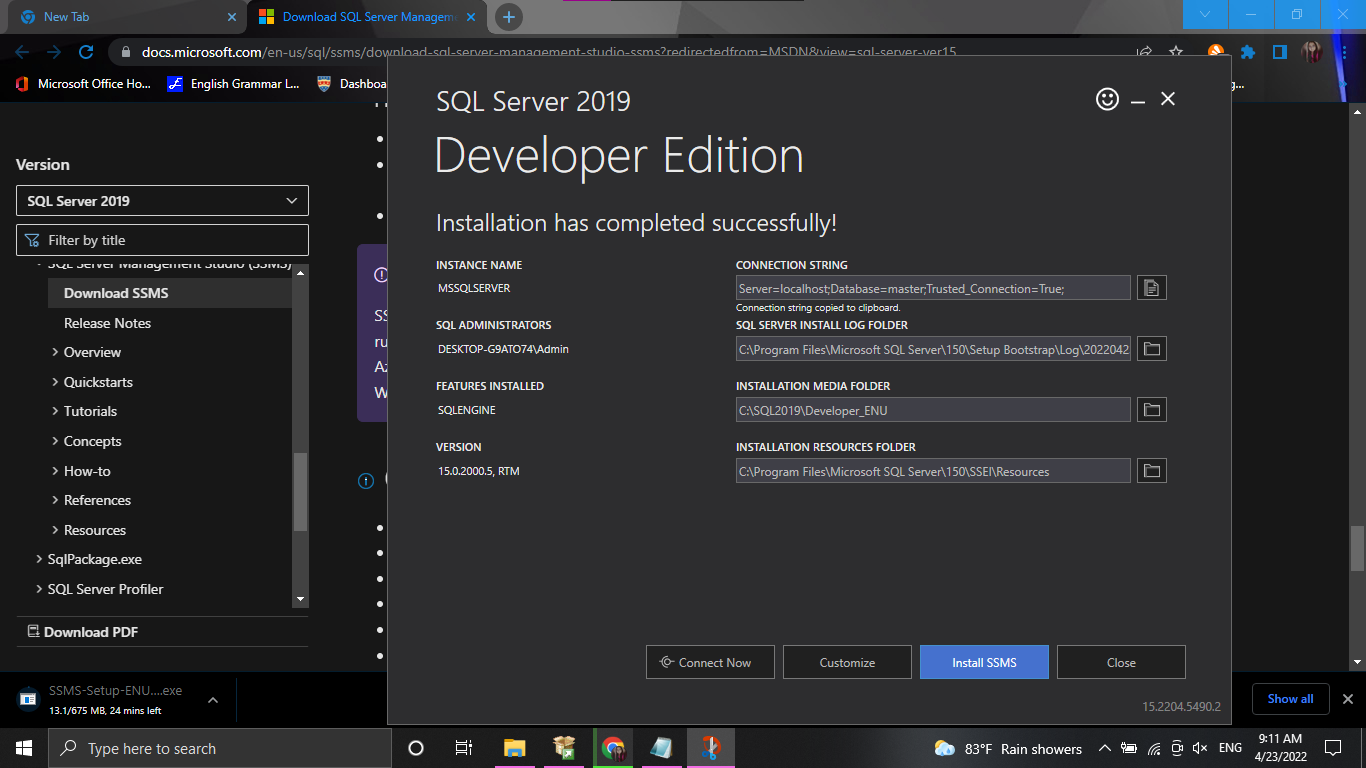 New Tab
Download SQL Server Managem
docs.microsoft.com/en-us/sql/ssms/download-sql-server-management-studio-ssms?redirectedfrom=MSDN&view=sql-server-ver15
Microsoft Office Ho...
English Grammar L...
Dashboa
g...
Version
SQL Server 2019
Filter by title
SQL Server Management Studio (SSMS)
Download SSMS
Release Notes
Overview
Quickstarts
Tutorials
Concepts
How-to
References
Resources
SqlPackage.exe
SQL Server Profiler
Download PDF
SS
ru
Az
W
SQL Server 2019
Developer Edition
Installation has completed successfully!
INSTANCE NAME
MSSQLSERVER
SQL ADMINISTRATORS
DESKTOP-G9ATO74\Admin
FEATURES INSTALLED
SQLENGINE
VERSION
15.0.2000.5, RTM
CONNECTION STRING
Server=localhost;Database=master;Trusted_Connection=True;
Connection string copied to clipboard.
SQL SERVER INSTALL LOG FOLDER
C:\Program Files\Microsoft SQL Server\150\Setup Bootstrap\Log\2022042
INSTALLATION MEDIA FOLDER
C:\SQL2019\Developer_ENU
INSTALLATION RESOURCES FOLDER
C:\Program Files\Microsoft SQL Server\150\SSEI\Resources
Connect Now
Customize
Install SSMS
Close
15.2204.5490.2
SSMS-Setup-ENU....exe
13.1/675 MB, 24 mins left
Show all
Type here to search
83°F Rain showers
ENG
9:11 AM
4/23/2022